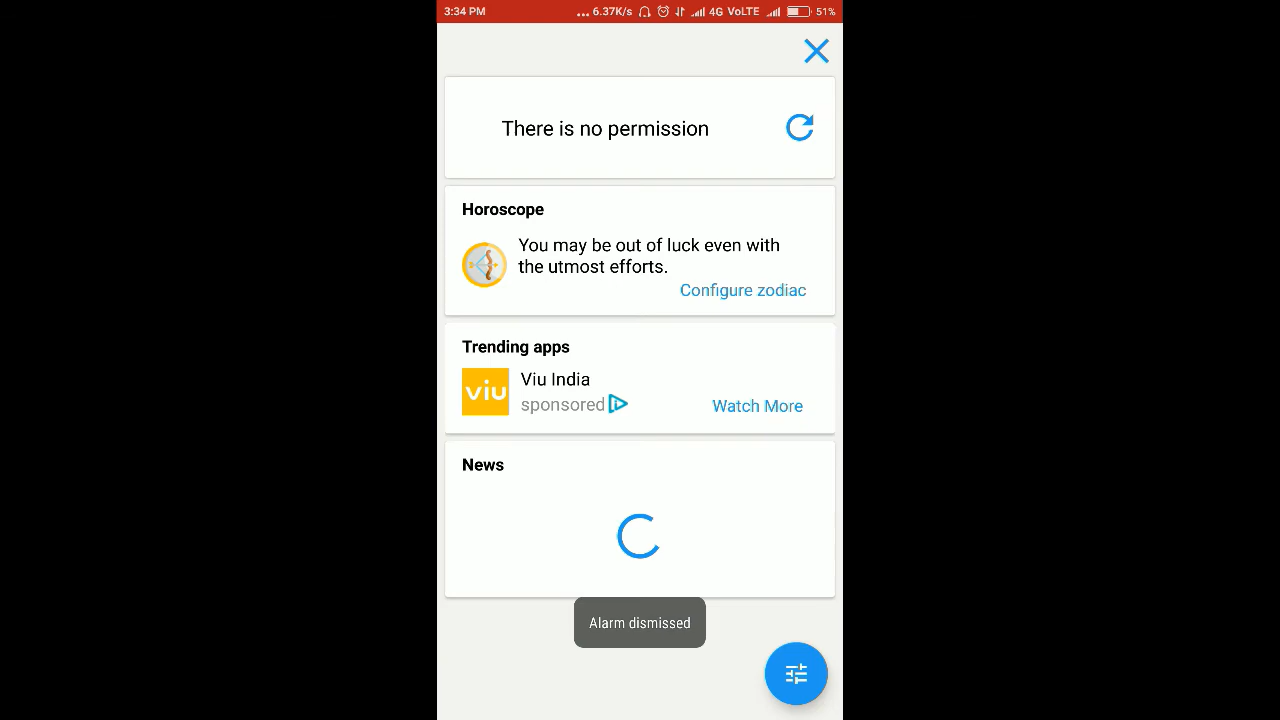 3:34 PM ... 6.37K/s 4G VoLTE 51%
There is no permission
Horoscope
You may be out of luck even with
the utmost efforts.
Configure zodiac
Trending apps
viu
Viu India
sponsored
Watch More
News
Alarm dismissed